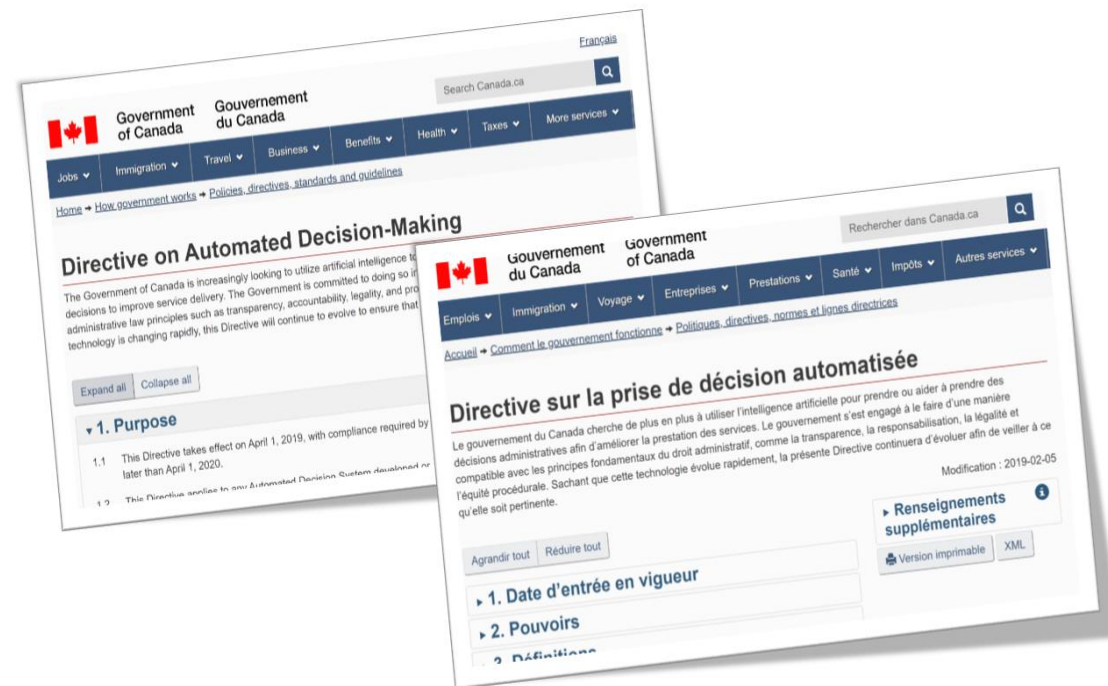 Français
Government
of Canada
Gouvernement
du Canada
Search Canada.ca
Jobs
Immigration
Travel
Business
Benefits
Health
Taxes
More services
Home → How government works → Policies, directives, standards and guidelines
Directive on Automated Decision-Making
The Government of Canada is increasingly looking to utilize artificial intelligence to
decisions to improve service delivery. The Government is committed to doing so in
administrative law principles such as transparency, accountability, legality, and pro
technology is changing rapidly, this Directive will continue to evolve to ensure that
Expand all
Collapse all
1. Purpose
1.1 This Directive takes effect on April 1, 2019, with compliance required by
later than April 1, 2020.
1.2 This Directive applies to any Automated Decision System developed or
Gouvernement
du Canada
Government
of Canada
Rechercher dans Canada.ca
Emplois
Immigration
Voyage
Entreprises
Prestations
Santé
Impôts
Autres services
Accueil → Comment le gouvernement fonctionne → Politiques, directives, normes et lignes directrices
Directive sur la prise de décision automatisée
Le gouvernement du Canada cherche de plus en plus à utiliser l'intelligence artificielle pour prendre ou aider à prendre des
décisions administratives afin d'améliorer la prestation des services. Le gouvernement s'est engagé à le faire d'une manière
compatible avec les principes fondamentaux du droit administratif, comme la transparence, la responsabilisation, la légalité et
l'équité procédurale. Sachant que cette technologie évolue rapidement, la présente Directive continuera d'évoluer afin de veiller à ce
qu'elle soit pertinente.
Modification : 2019-02-05
Renseignements
supplémentaires
Version imprimable
XML
Agrandir tout
Réduire tout
1. Date d'entrée en vigueur
2. Pouvoirs
3. Définitions